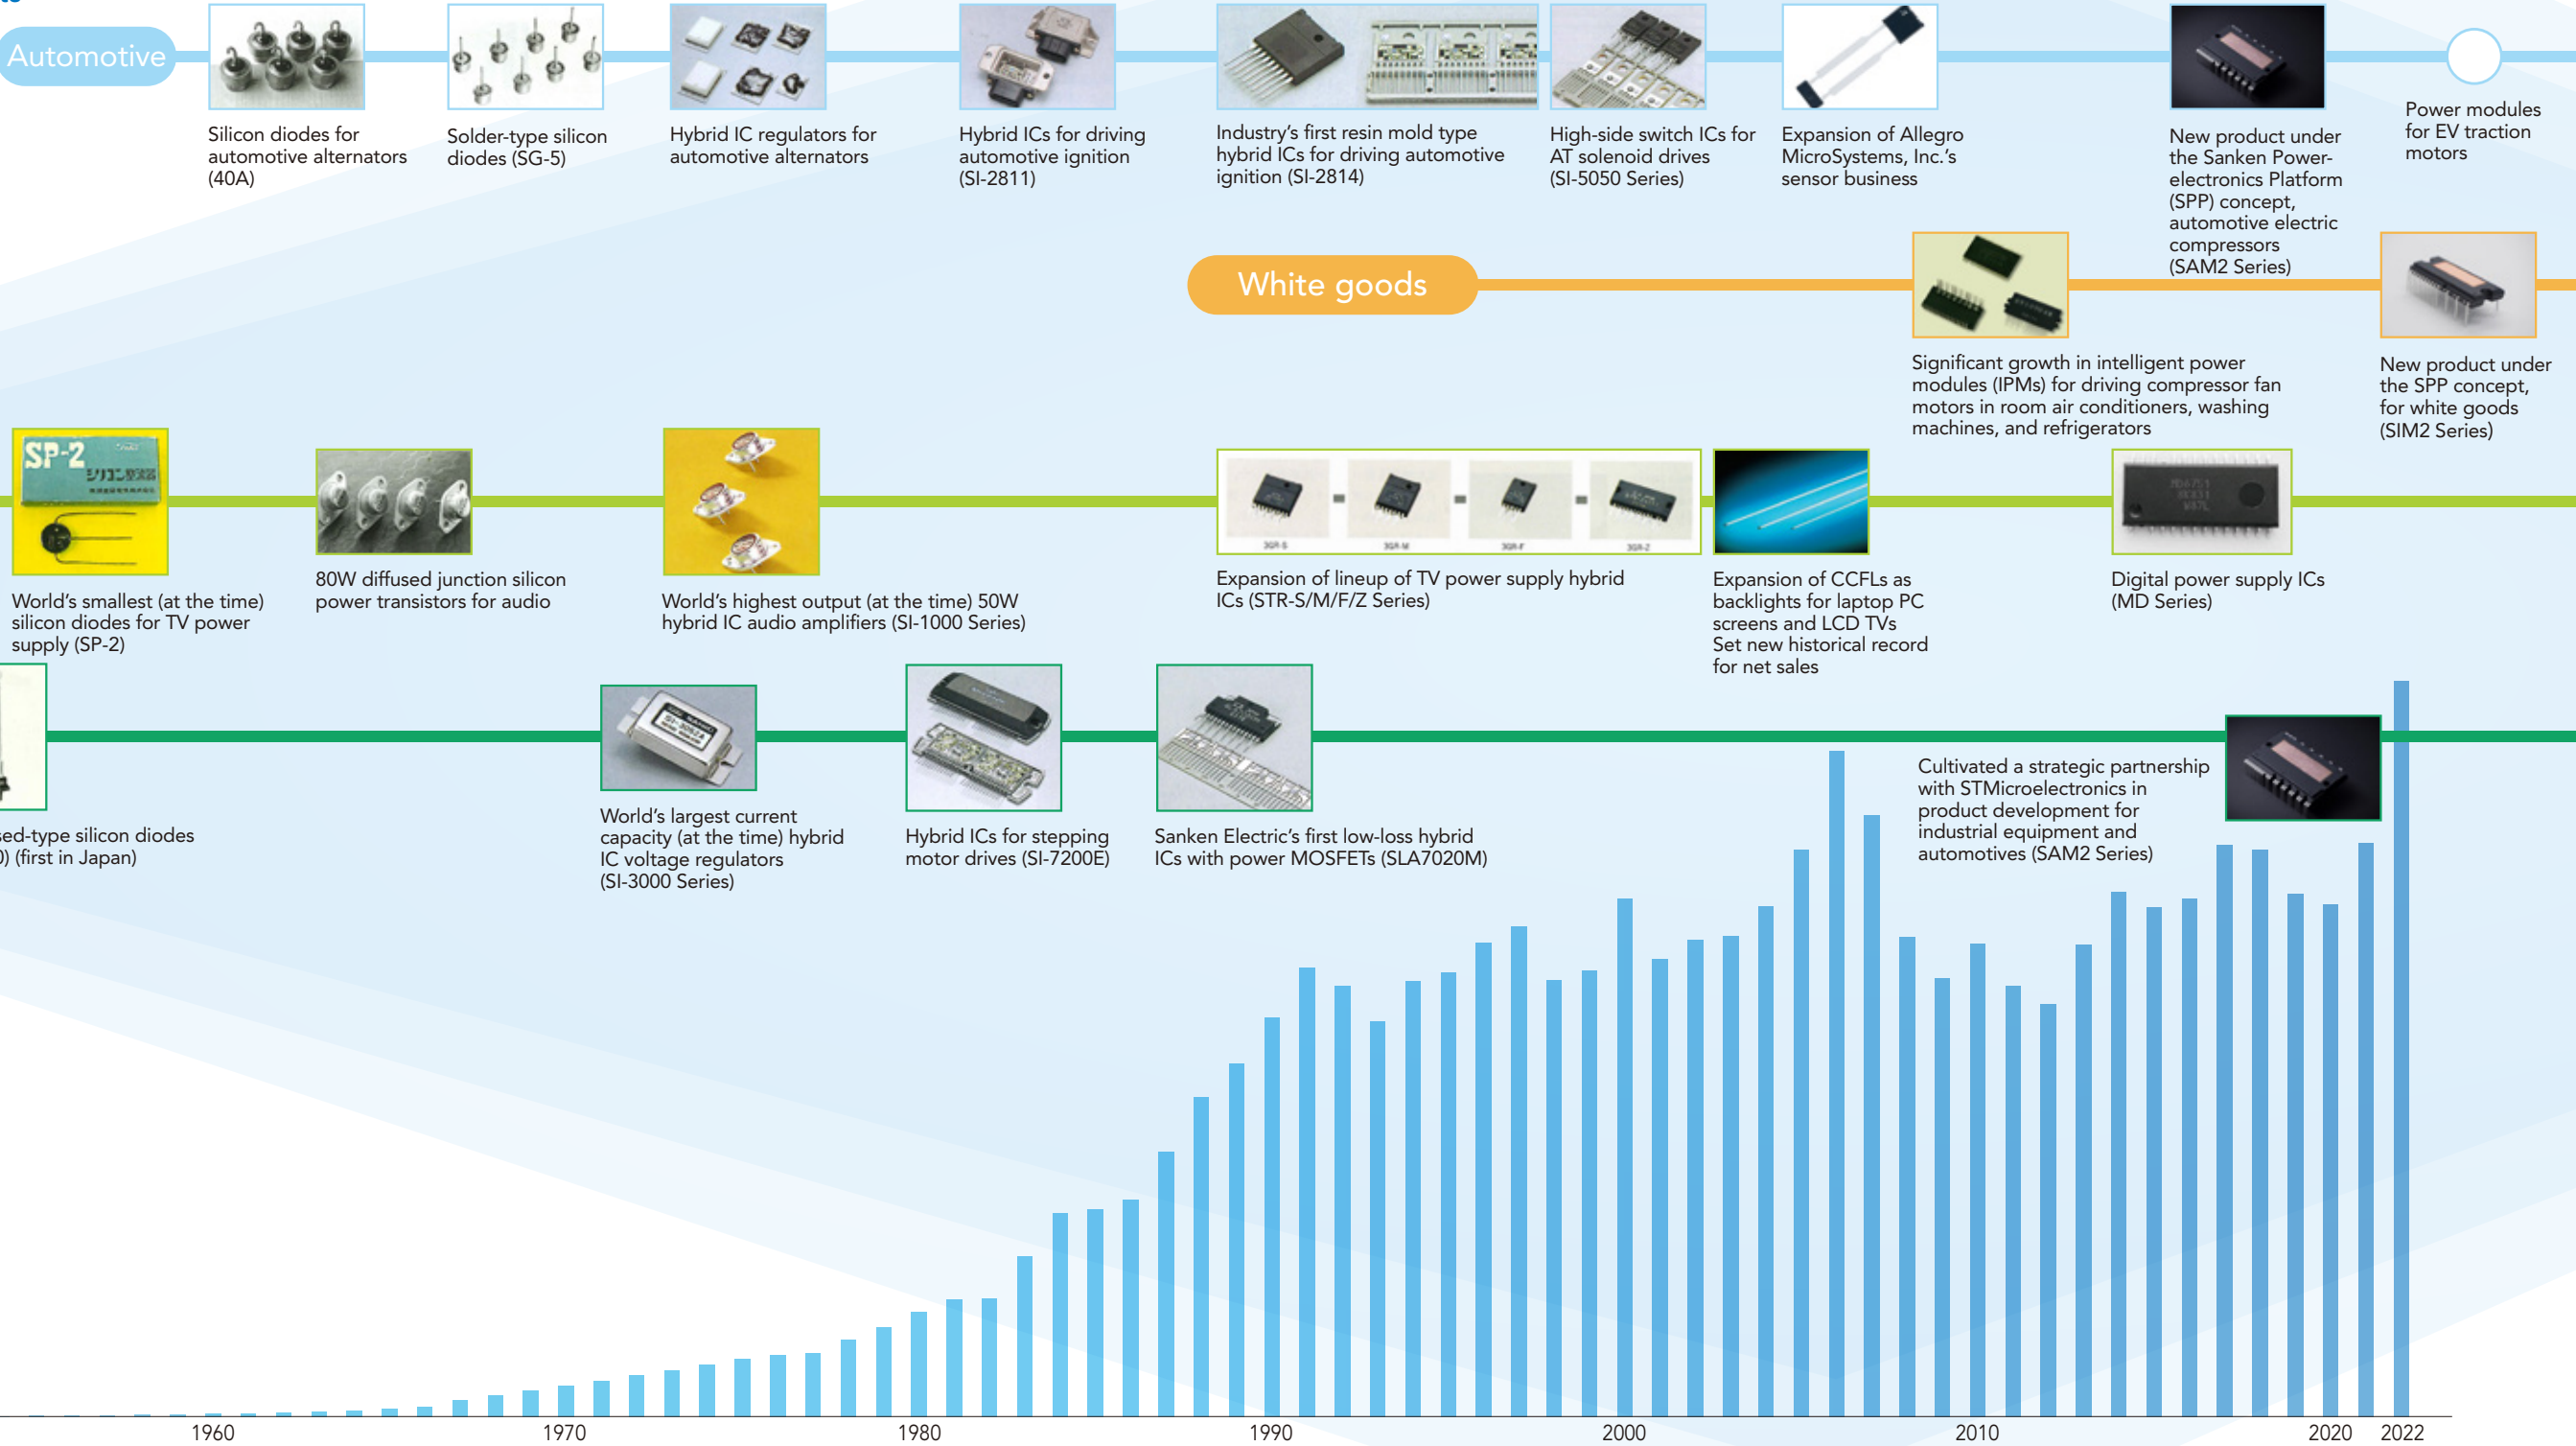 Automotive
Silicon diodes for
automotive alternators
(40A)
Solder-type silicon
diodes (SG-5)
Hybrid IC regulators for
automotive alternators
Hybrid ICs for driving
automotive ignition
(SI-2811)
Industry's first resin mold type
hybrid ICs for driving automotive
ignition (SI-2814)
High-side switch ICs for
AT solenoid drives
(SI-5050 Series)
Expansion of Allegro
MicroSystems, Inc.'s
sensor business
New product under
the Sanken Power-
electronics Platform
(SPP) concept,
automotive electric
compressors
(SAM2 Series)
Power modules
for EV traction
motors
White goods
Significant growth in intelligent power
modules (IPMs) for driving compressor fan
motors in room air conditioners, washing
machines, and refrigerators
New product under
the SPP concept,
for white goods
(SIM2 Series)
SP-2
World's smallest (at the time)
silicon diodes for TV power
supply (SP-2)
80W diffused junction silicon
power transistors for audio
World's highest output (at the time) 50W
hybrid IC audio amplifiers (SI-1000 Series)
Expansion of lineup of TV power supply hybrid
ICs (STR-S/M/F/Z Series)
Expansion of CCFLs as
backlights for laptop PC
screens and LCD TVs
Set new historical record
for net sales
Digital power supply ICs
(MD Series)
sed-type silicon diodes
0) (first in Japan)
World's largest current
capacity (at the time) hybrid
IC voltage regulators
(SI-3000 Series)
Hybrid ICs for stepping
motor drives (SI-7200E)
Sanken Electric's first low-loss hybrid
ICs with power MOSFETs (SLA7020M)
Cultivated a strategic partnership
with STMicroelectronics in
product development for
industrial equipment and
automotives (SAM2 Series)
1960 1970 1980 1990 2000 2010 2020 2022